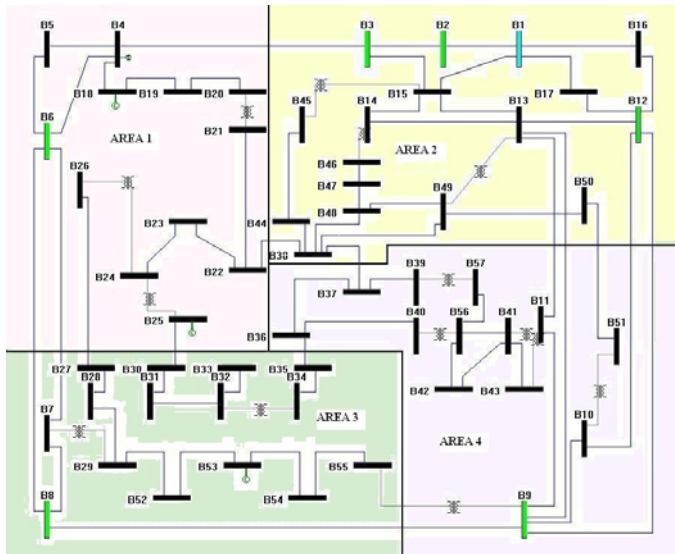 B5 B4 B3 B2 B1 B16
B18 B19 B20 B15 B17
B45 B14 B13 B12
B6 B21
AREA 1 AREA 2
B26 B46
B47 B49 B50
B23 B44 B48
B24 B22 B38
B39 B57
B37
B25 B40 B56 B41 B11
B36 B51
B27 B30 B33 B35
B28 B31 B32 B34 B42 B43
B7 AREA 3 B10
AREA 4
B29 B53 B55
B52 B54
B8 B9